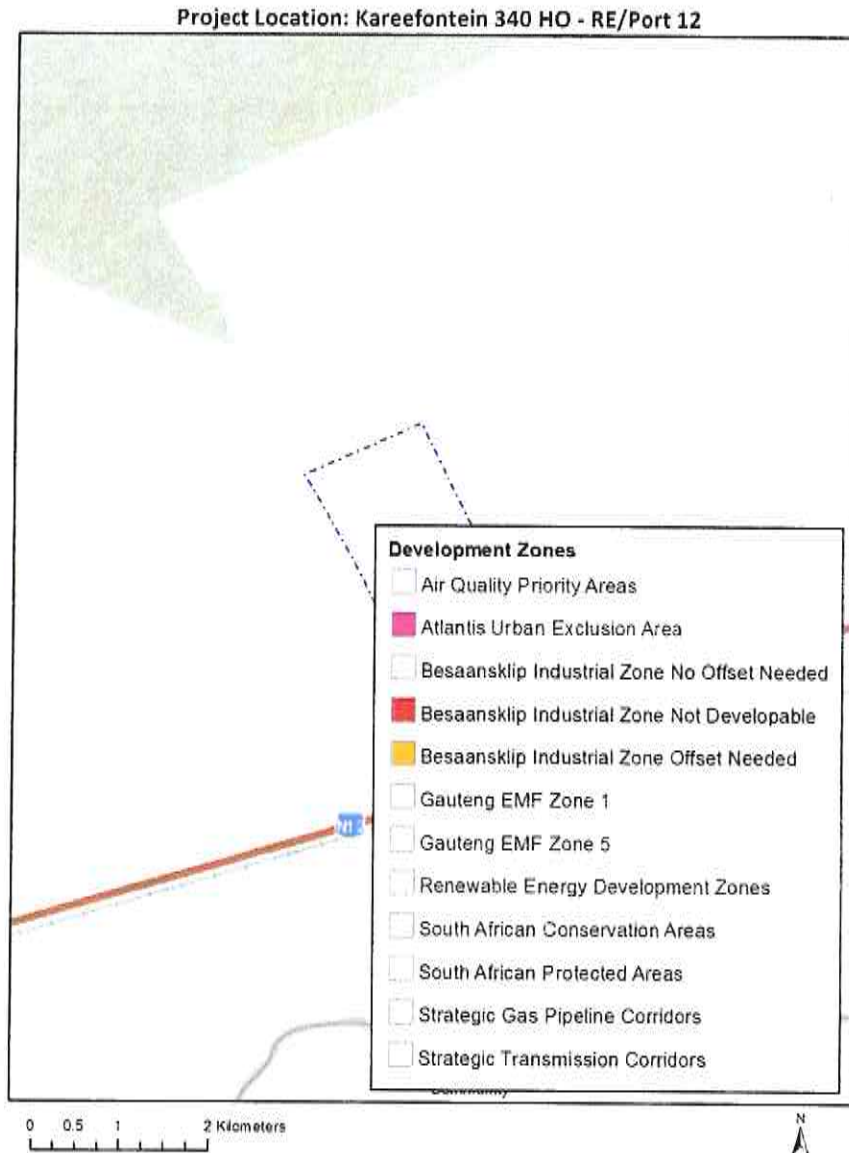 Project Location: Kareefontein 340 HO - RE/Port 12
Development Zones
Air Quality Priority Areas
Atlantis Urban Exclusion Area
Besaansklip Industrial Zone No Offset Needed
Besaansklip Industrial Zone Not Developable
Besaansklip Industrial Zone Offset Needed
Gauteng EMF Zone 1
Gauteng EMF Zone 5
Renewable Energy Development Zones
South African Conservation Areas
South African Protected Areas
Strategic Gas Pipeline Corridors
Strategic Transmission Corridors
N12
0 0.5 1 2 Kilometers
N